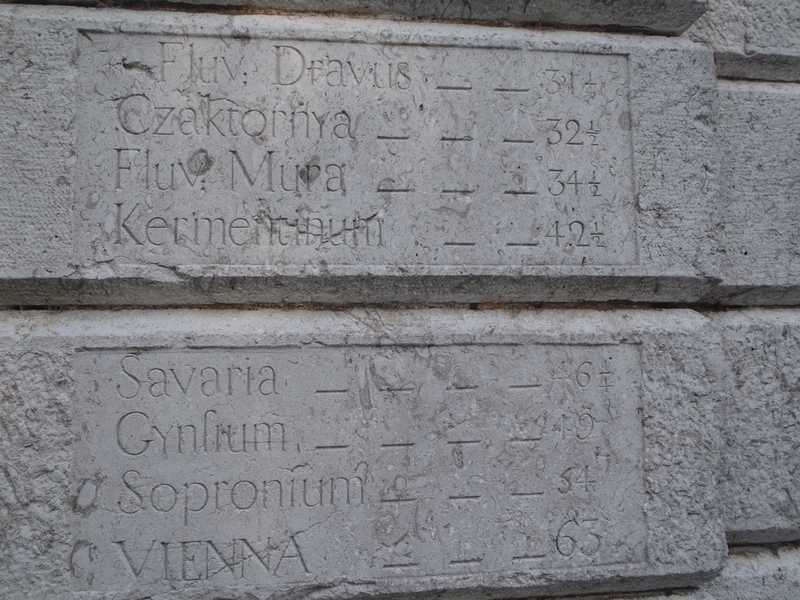 Fluv. Dravus — — 31½
Czaktornya — — — 32½
Fluv. Mura — — — 34½
Kermentinum — — 42½
Savaria — — — — 46½
Gynſium — — — — 49
Sopronium — — — 54
VIENNA — — — 63